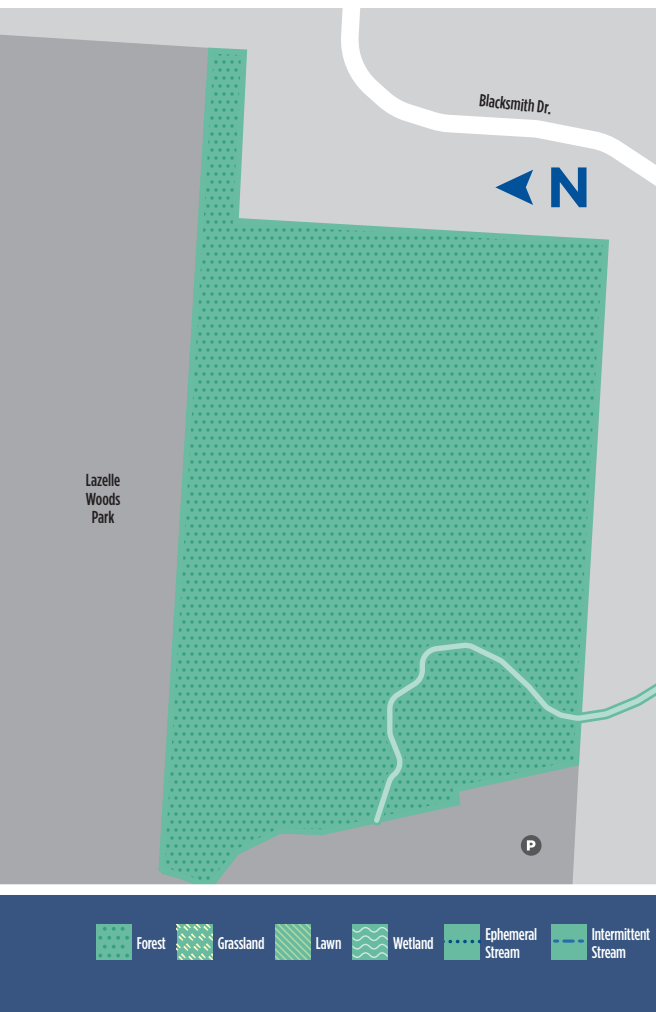 Blacksmith Dr.
N
Lazelle
Woods
Park
P
Forest
Grassland
Lawn
Wetland
Ephemeral
Stream
Intermittent
Stream